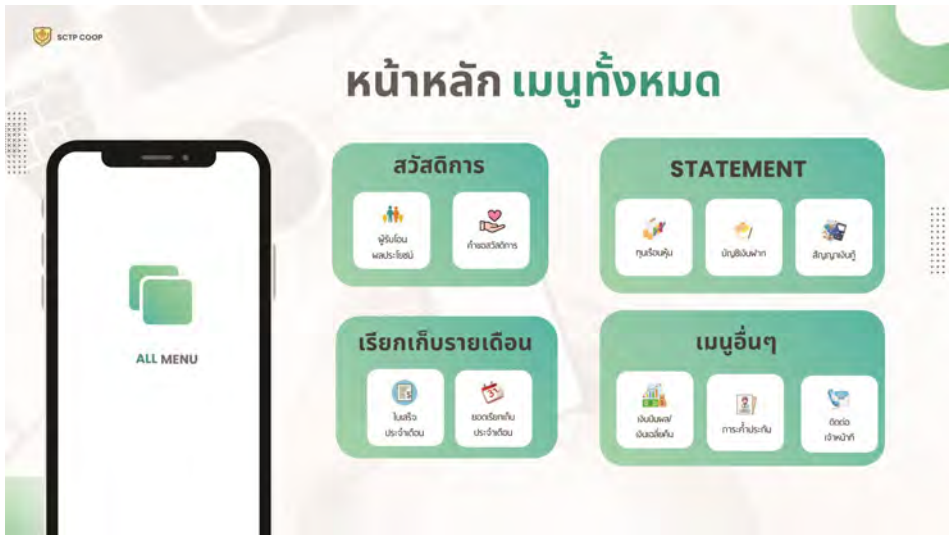 SCTP COOP
หน้าหลัก เมนูทั้งหมด
ALL MENU
สวัสดิการ
ผู้รับโอน
ผลประโยชน์
คำขอสวัสดิการ
STATEMENT
ทุนเรือนหุ้น
บัญชีเงินฝาก
สัญญาเงินกู้
เรียกเก็บรายเดือน
ใบเสร็จ
ประจำเดือน
ยอดเรียกเก็บ
ประจำเดือน
เมนูอื่นๆ
เงินปันผล/
เงินเฉลี่ยคืน
ภาระค้ำประกัน
ติดต่อ
เจ้าหน้าที่